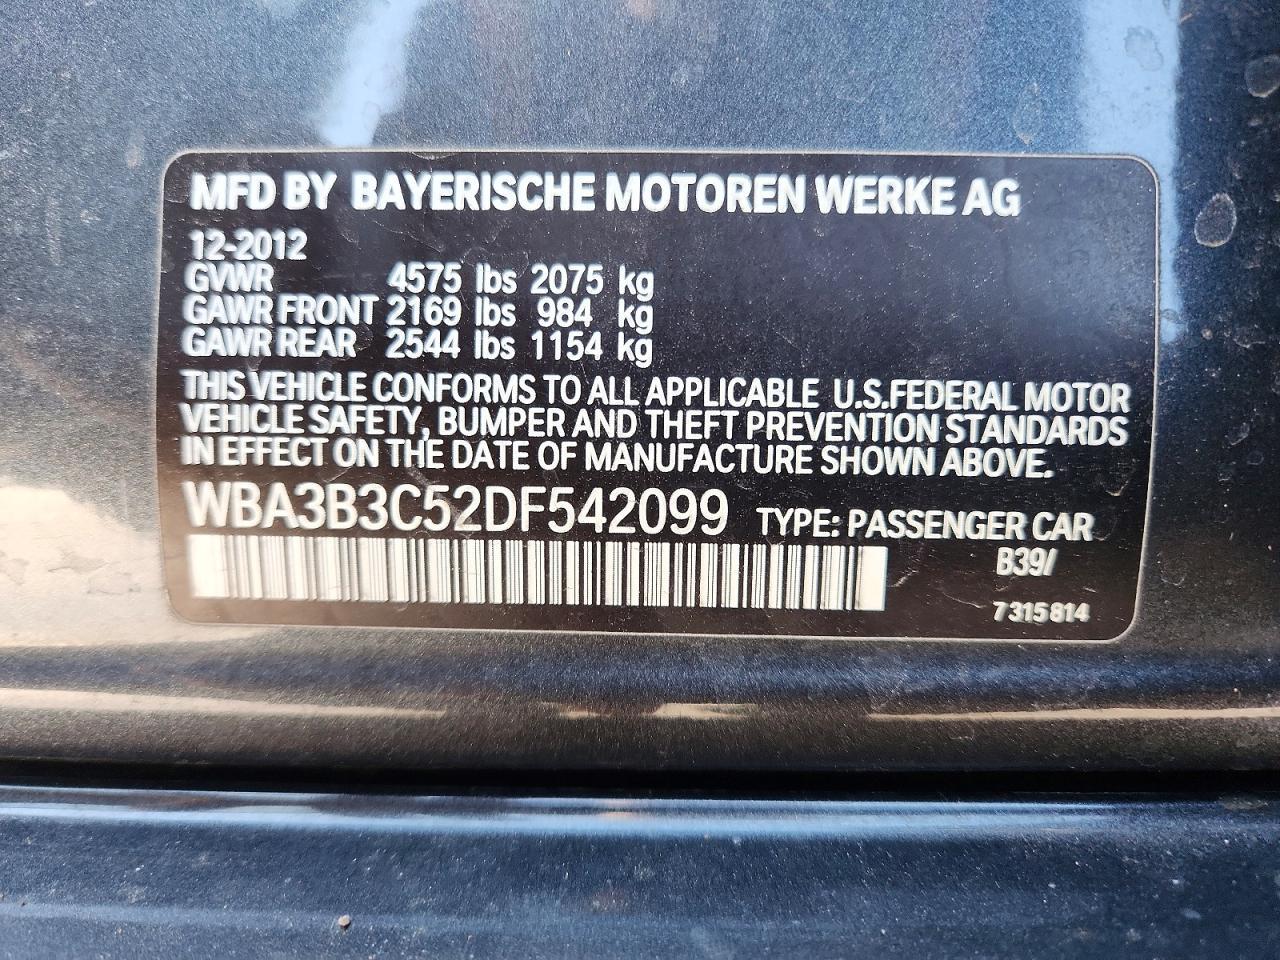 MFD BY BAYERISCHE MOTOREN WERKE AG
12-2012
GVWR 4575 lbs 2075 kg
GAWR FRONT 2169 lbs 984 kg
GAWR REAR 2544 lbs 1154 kg
THIS VEHICLE CONFORMS TO ALL APPLICABLE U.S.FEDERAL MOTOR
VEHICLE SAFETY, BUMPER AND THEFT PREVENTION STANDARDS
IN EFFECT ON THE DATE OF MANUFACTURE SHOWN ABOVE.
WBA3B3C52DF542099 TYPE: PASSENGER CAR
B39/
7315814